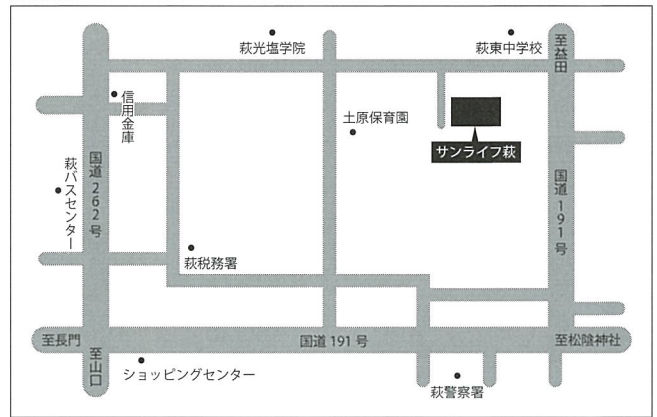 萩光塩学院
萩東中学校
至益田
信用金庫
土原保育園
サンライフ萩
国道262号
萩バスセンター
国道191号
萩税務署
至長門
国道191号
至松陰神社
至山口
ショッピングセンター
萩警察署